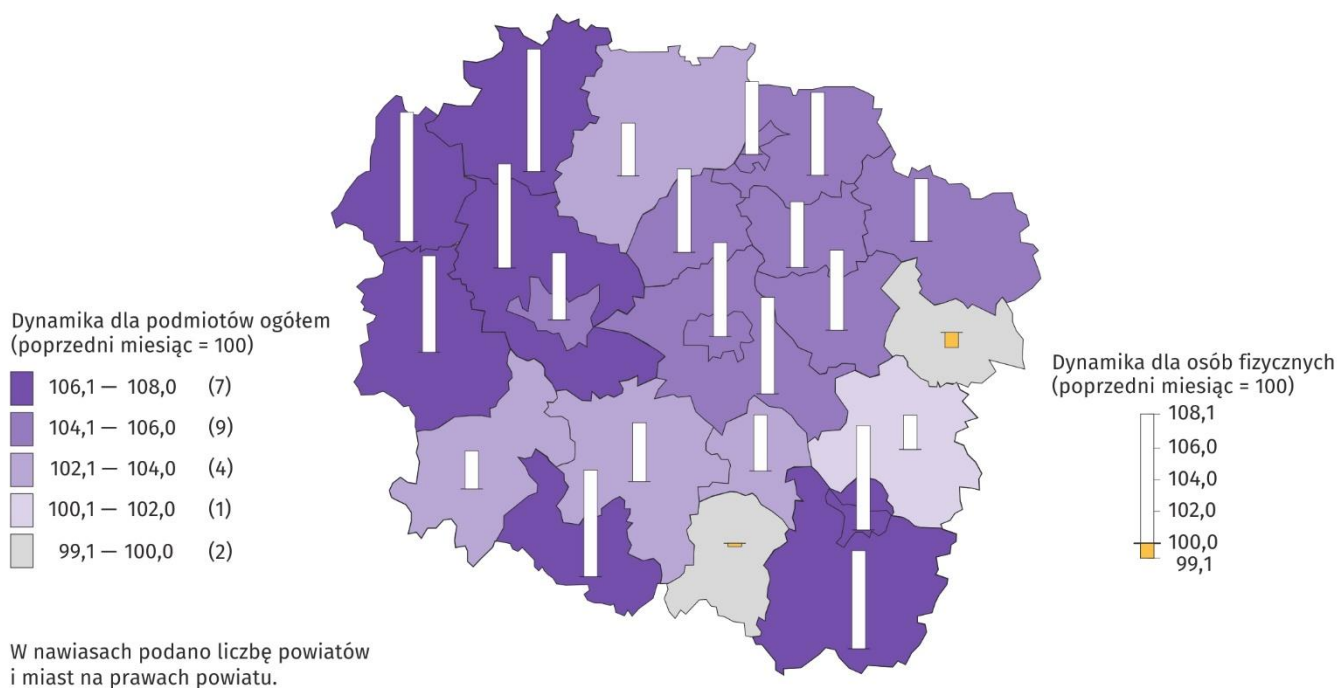 Dynamika dla podmiotów ogółem
(poprzedni miesiąc = 100)
106,1 — 108,0 (7)
104,1 — 106,0 (9)
102,1 — 104,0 (4)
100,1 — 102,0 (1)
99,1 — 100,0 (2)
W nawiasach podano liczbę powiatów
i miast na prawach powiatu.
Dynamika dla osób fizycznych
(poprzedni miesiąc = 100)
108,1
106,0
104,0
102,0
100,0
99,1